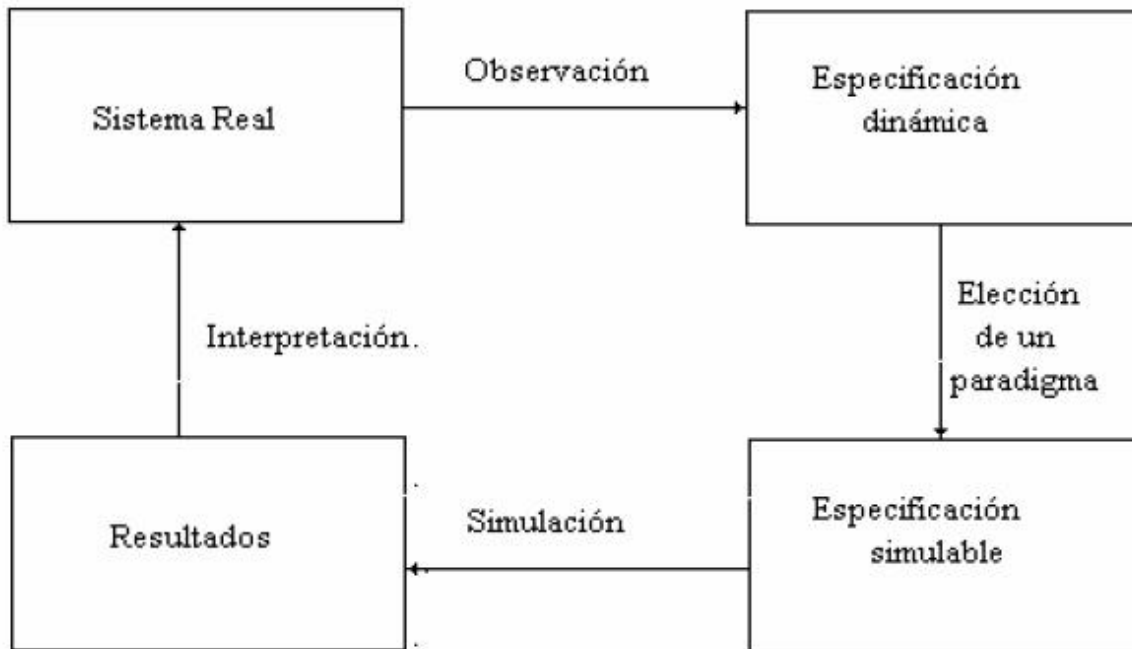 Sistema Real
Observación
Especificación
dinámica
Elección
de un
paradigma
Especificación
simulable
Simulación
Resultados
Interpretación.